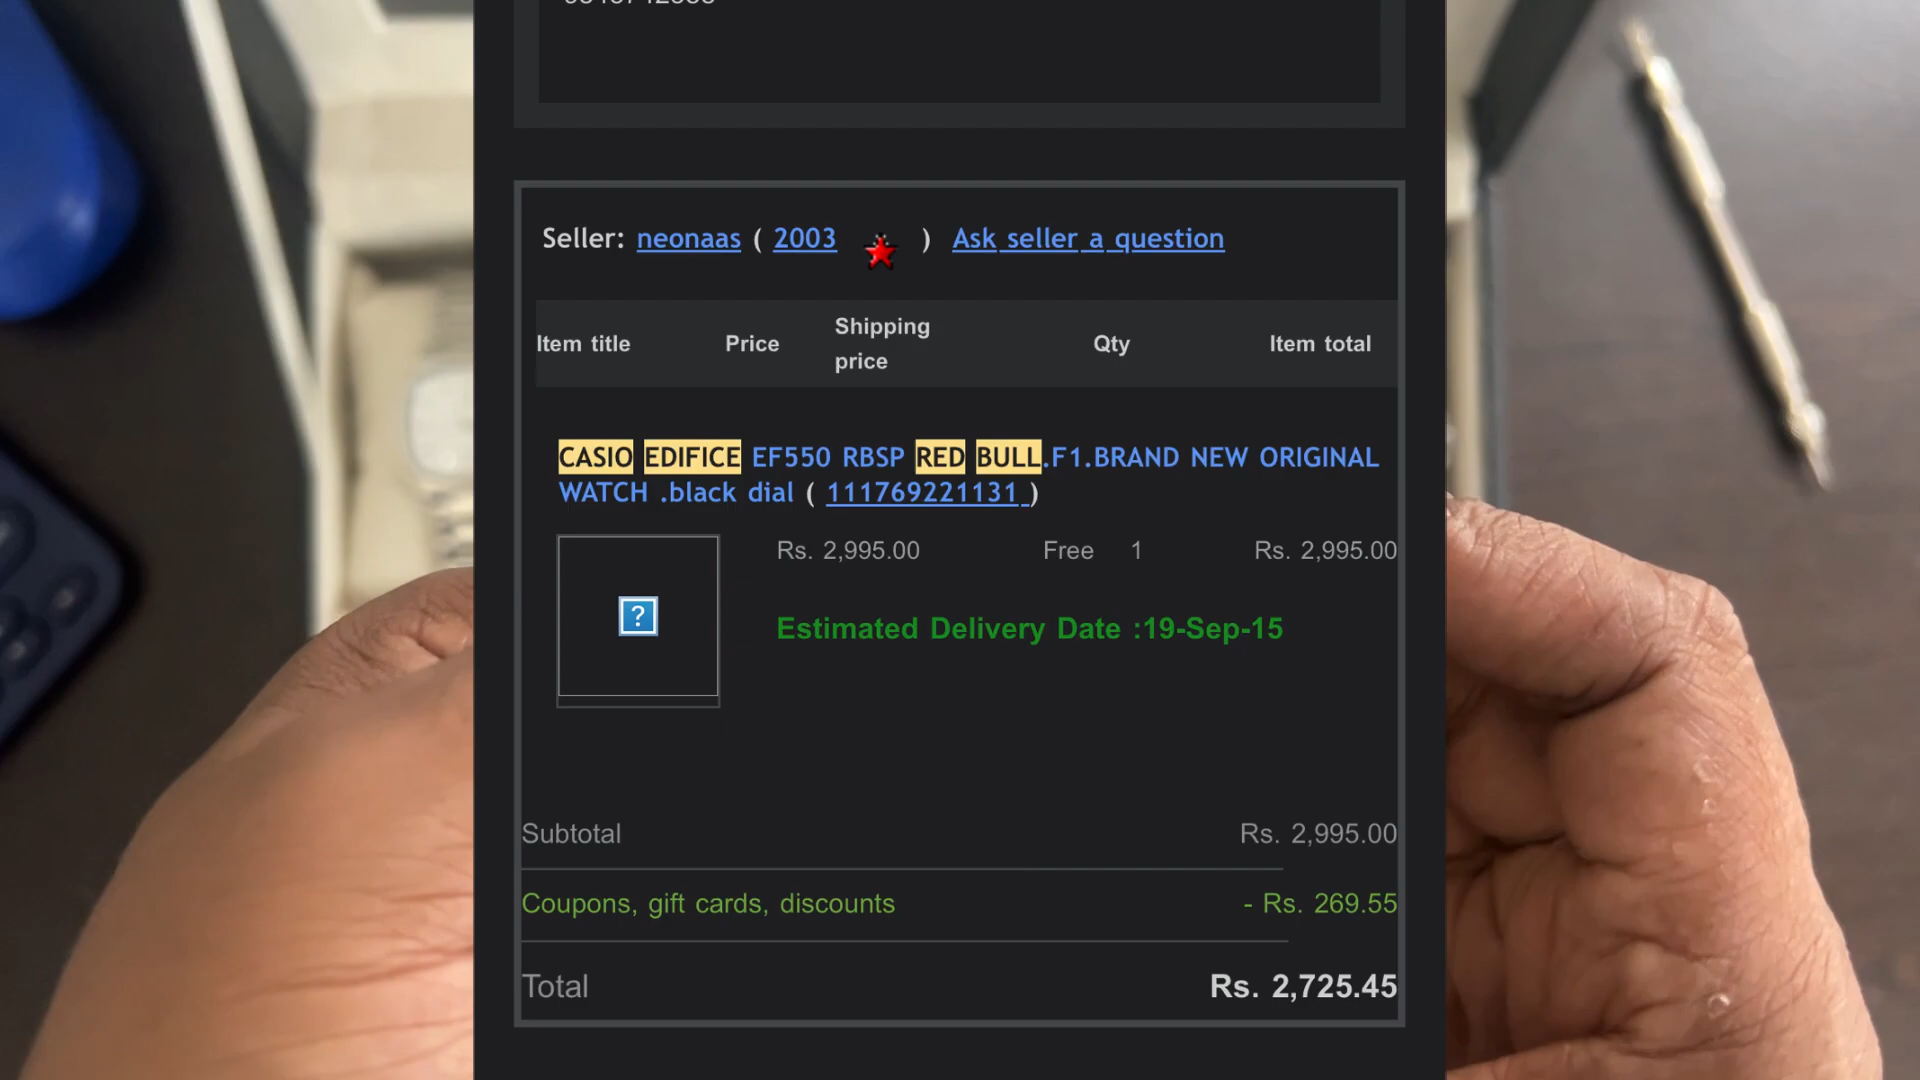 Seller: neonaas ( 2003 ) Ask seller a question
Item title Price Shipping price Qty Item total
CASIO EDIFICE EF550 RBSP RED BULL.F1.BRAND NEW ORIGINAL
WATCH .black dial ( 111769221131 )
Rs. 2,995.00 Free 1 Rs. 2,995.00
?
Estimated Delivery Date :19-Sep-15
Subtotal Rs. 2,995.00
Coupons, gift cards, discounts - Rs. 269.55
Total Rs. 2,725.45